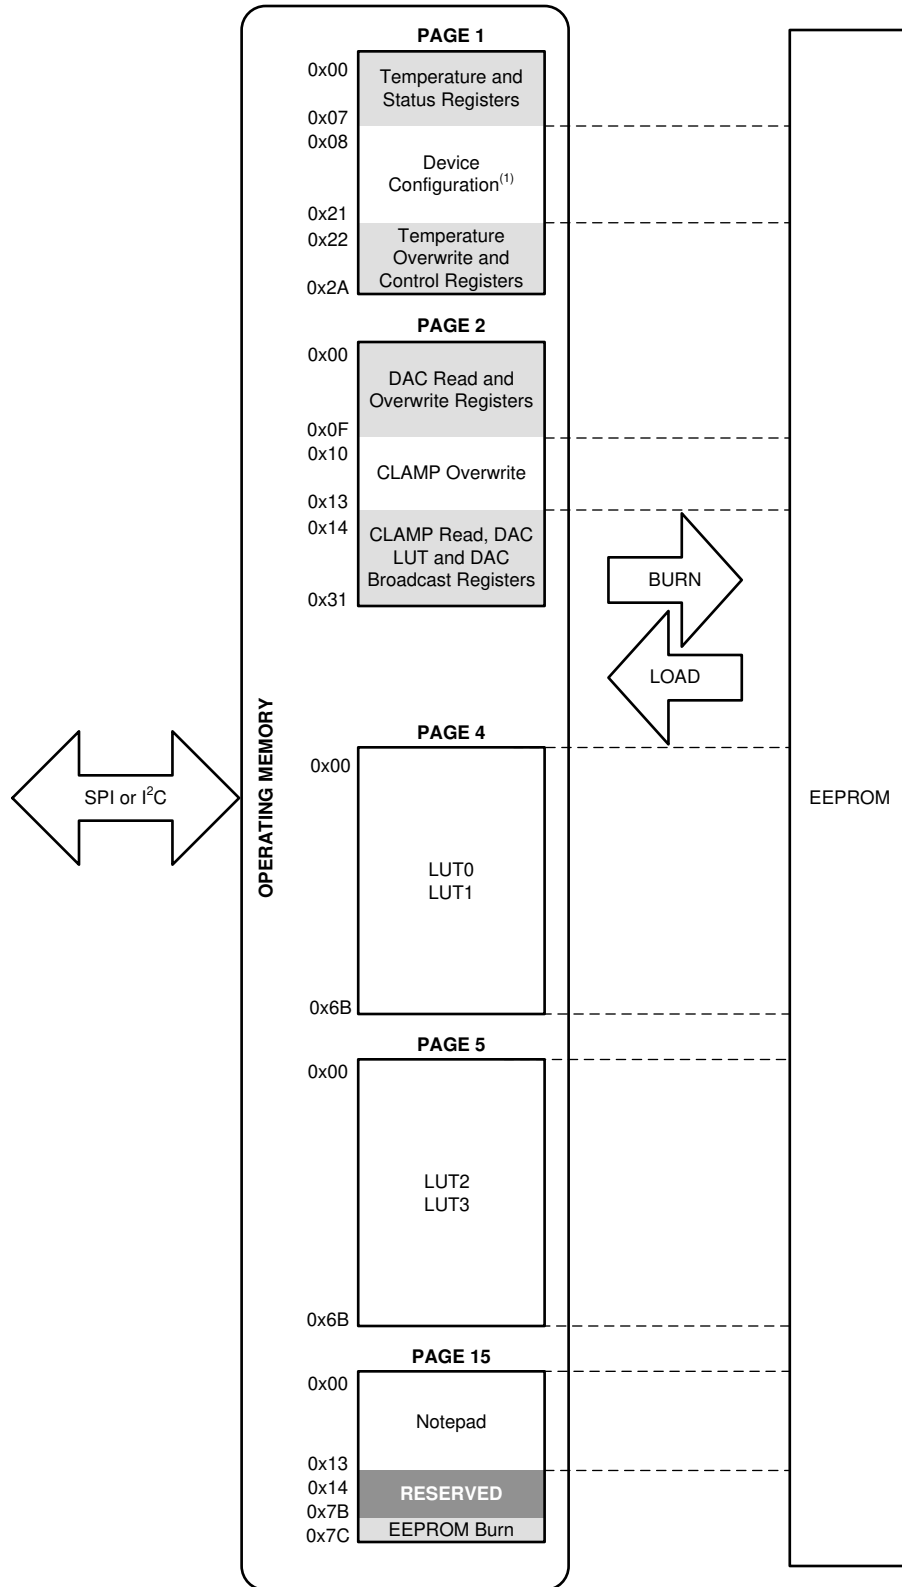 PAGE 1
0x00
Temperature and
Status Registers
0x07
0x08
Device
Configuration(1)
0x21
0x22
Temperature
Overwrite and
Control Registers
0x2A
PAGE 2
0x00
DAC Read and
Overwrite Registers
0x0F
0x10
CLAMP Overwrite
0x13
0x14
CLAMP Read, DAC
LUT and DAC
Broadcast Registers
0x31
BURN
LOAD
PAGE 4
0x00
LUT0
LUT1
0x6B
SPI or I2C
OPERATING MEMORY
EEPROM
PAGE 5
0x00
LUT2
LUT3
0x6B
PAGE 15
0x00
Notepad
0x13
0x14
RESERVED
0x7B
EEPROM Burn
0x7C